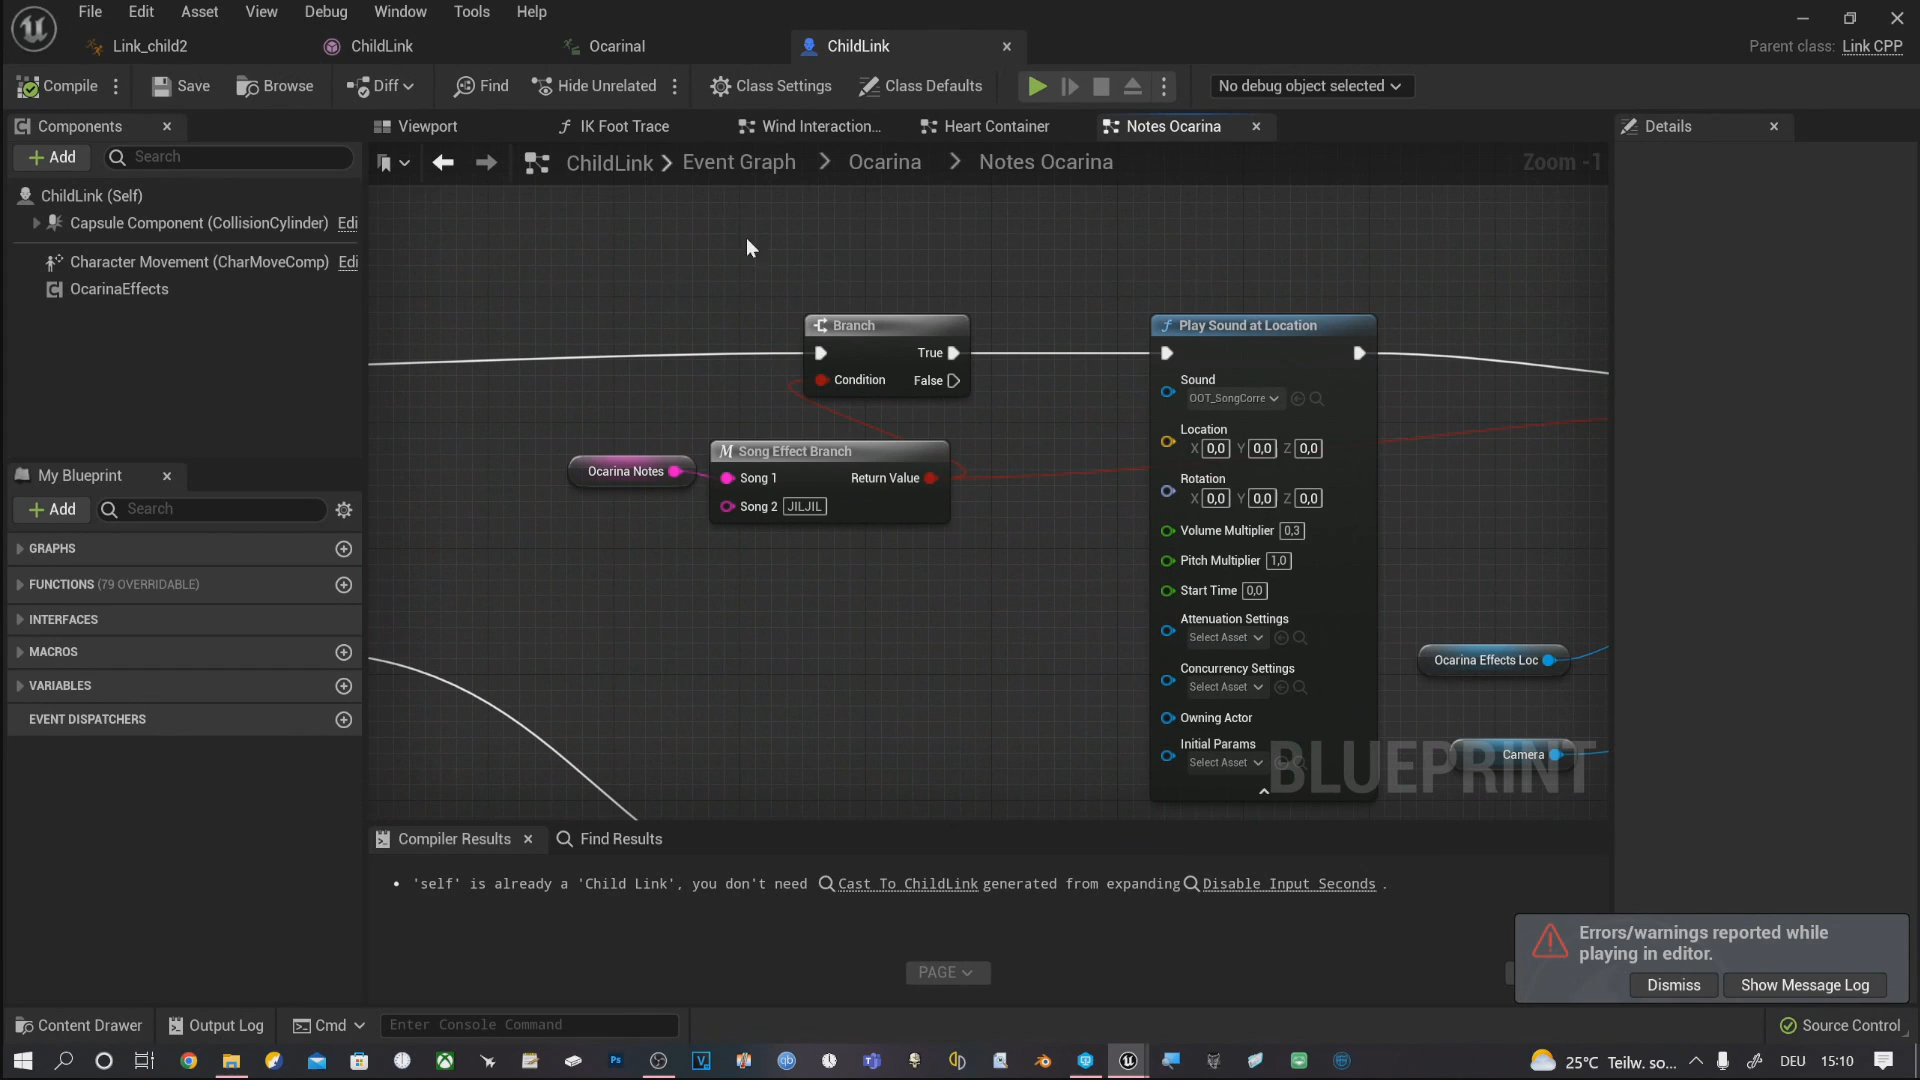 File Edit Asset View Debug Window Tools Help
Link_child2 ChildLink Ocarinal ChildLink
Parent class: Link CPP
Compile Save Browse Diff Find Hide Unrelated Class Settings Class Defaults No debug object selected
Components
Add Search
ChildLink (Self)
Capsule Component (CollisionCylinder) Edi
Character Movement (CharMoveComp) Edi
OcarinaEffects
My Blueprint
Add Search
GRAPHS
FUNCTIONS (79 OVERRIDABLE)
INTERFACES
MACROS
VARIABLES
EVENT DISPATCHERS
Viewport IK Foot Trace Wind Interaction... Heart Container Notes Ocarina
ChildLink > Event Graph > Ocarina > Notes Ocarina
Zoom -1
Branch
True
Condition False
Ocarina Notes
Song Effect Branch
Song 1 Return Value
Song 2 JILJIL
Play Sound at Location
Sound
OOT_SongCorre
Location
X 0,0 Y 0,0 Z 0,0
Rotation
X 0,0 Y 0,0 Z 0,0
Volume Multiplier 0,3
Pitch Multiplier 1,0
Start Time 0,0
Attenuation Settings
Select Asset
Concurrency Settings
Select Asset
Owning Actor
Initial Params
Select Asset
Ocarina Effects Loc
Camera
BLUEPRINT
Details
Compiler Results Find Results
• 'self' is already a 'Child Link', you don't need Cast To ChildLink generated from expanding Disable Input Seconds .
PAGE
Errors/warnings reported while
playing in editor.
Dismiss Show Message Log
Content Drawer Output Log Cmd Enter Console Command Source Control
25°C Teilw. so... DEU 15:10